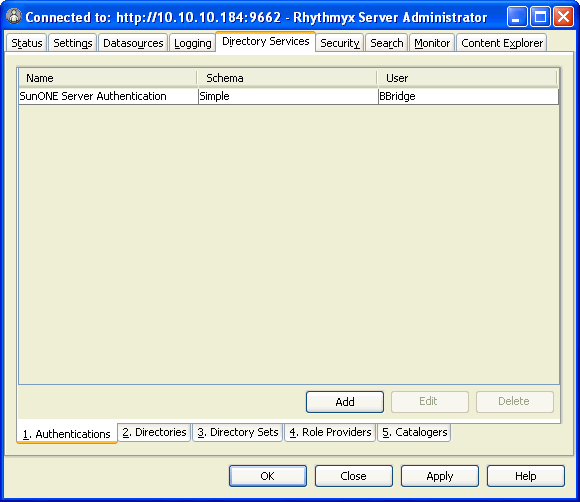 Connected to: http://10.10.10.184:9662 - Rhythmyx Server Administrator
Status Settings Datasources Logging Directory Services Security Search Monitor Content Explorer
Name Schema User
SunONE Server Authentication Simple BBridge
Add Edit Delete
1. Authentications 2. Directories 3. Directory Sets 4. Role Providers 5. Catalogers
OK Close Apply Help